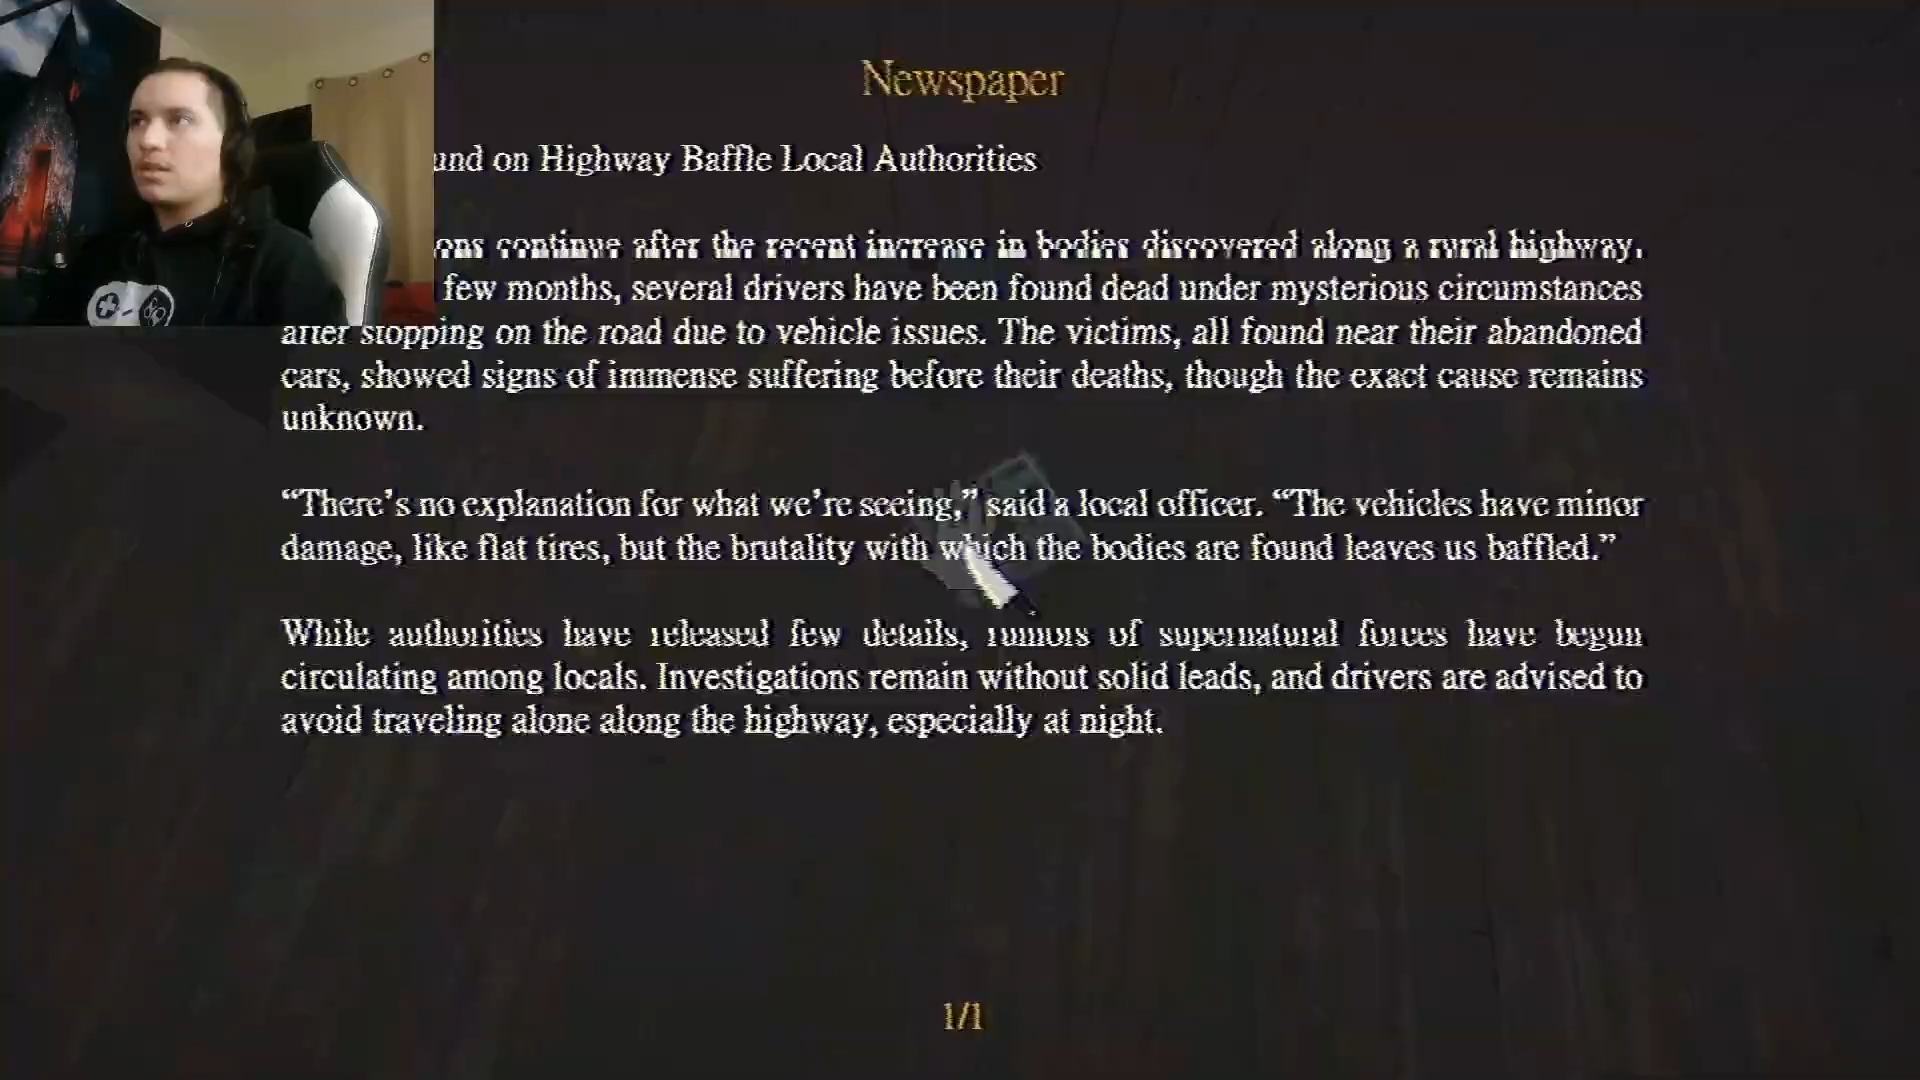 Newspaper
und on Highway Baffle Local Authorities
ons continue after the recent increase in bodies discovered along a rural highway.
few months, several drivers have been found dead under mysterious circumstances
after stopping on the road due to vehicle issues. The victims, all found near their abandoned
cars, showed signs of immense suffering before their deaths, though the exact cause remains
unknown.
“There’s no explanation for what we’re seeing,” said a local officer. “The vehicles have minor
damage, like flat tires, but the brutality with which the bodies are found leaves us baffled.”
While authorities have released few details, rumors of supernatural forces have begun
circulating among locals. Investigations remain without solid leads, and drivers are advised to
avoid traveling alone along the highway, especially at night.
1/1